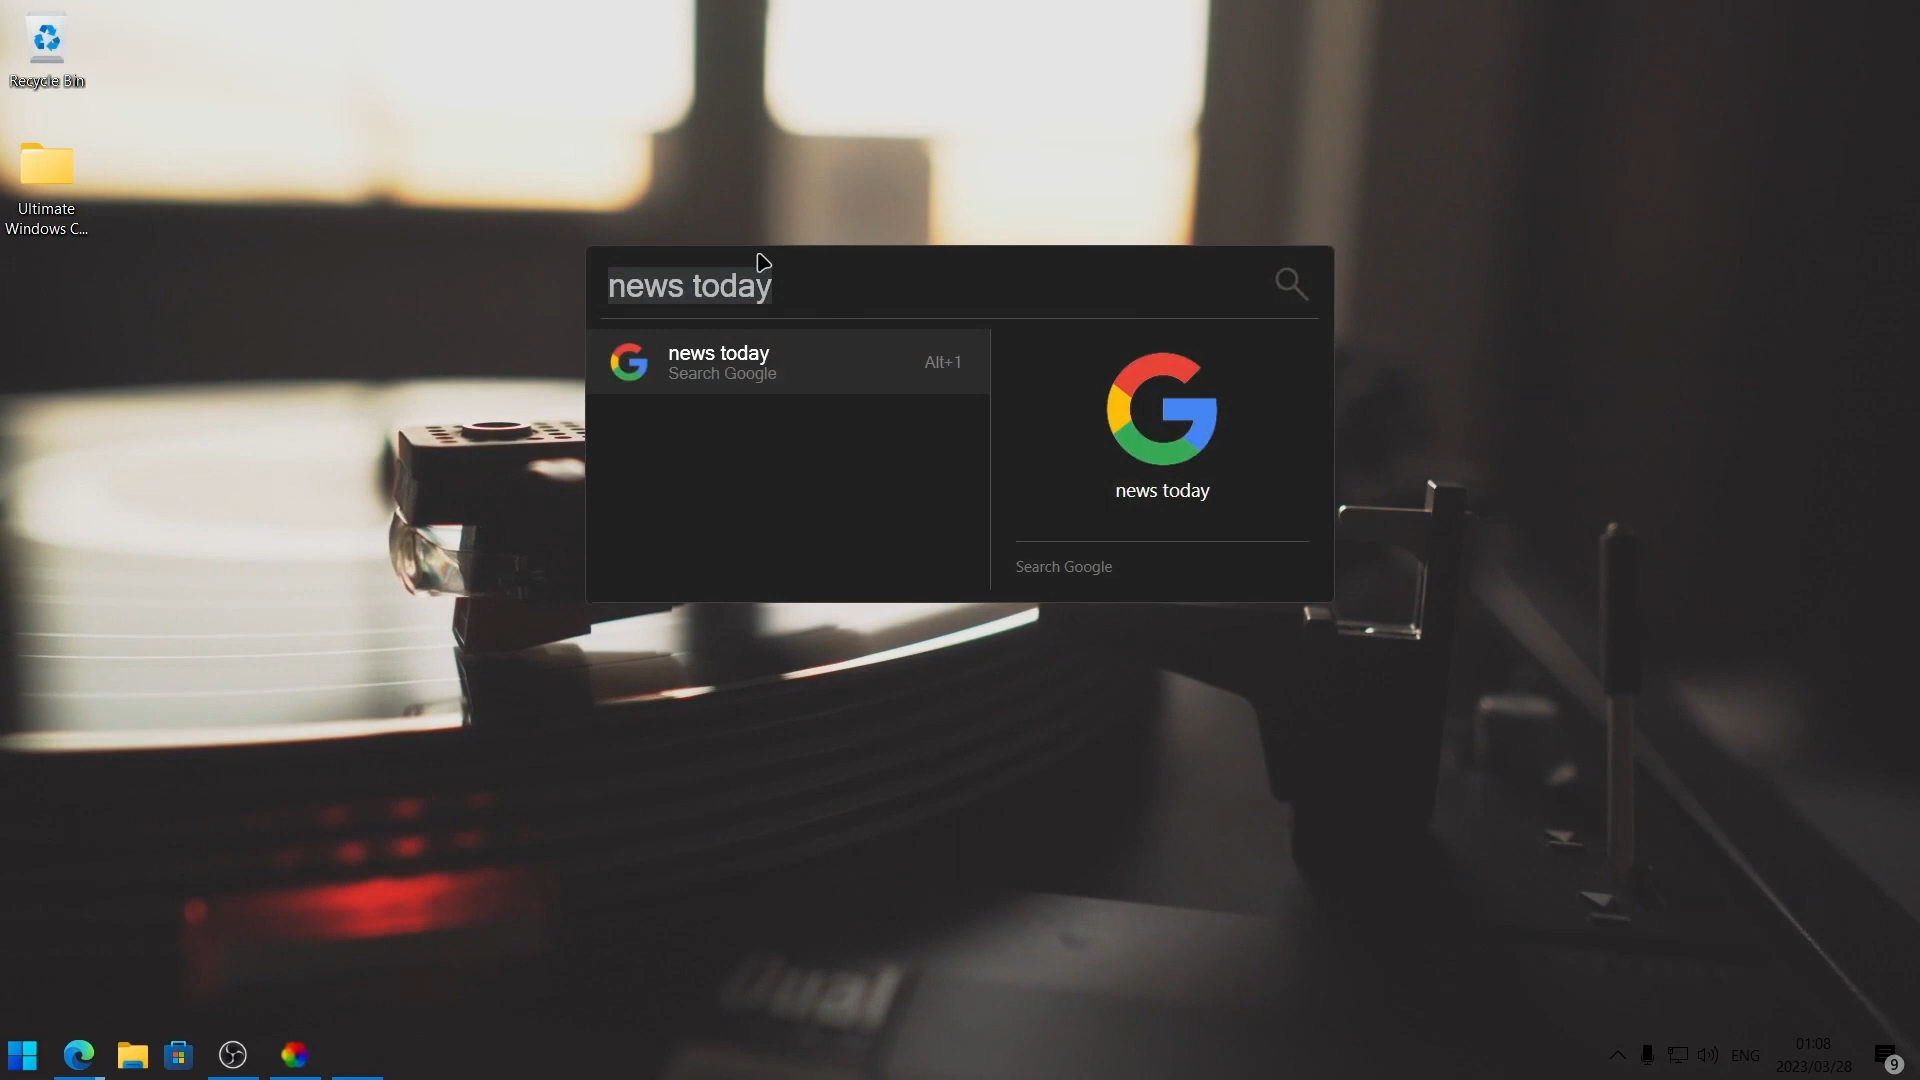 Recycle Bin
Ultimate
Windows C...
news today
news today
Search Google
Alt+1
news today
Search Google
Dual
ENG
01:08
2023/03/28
9